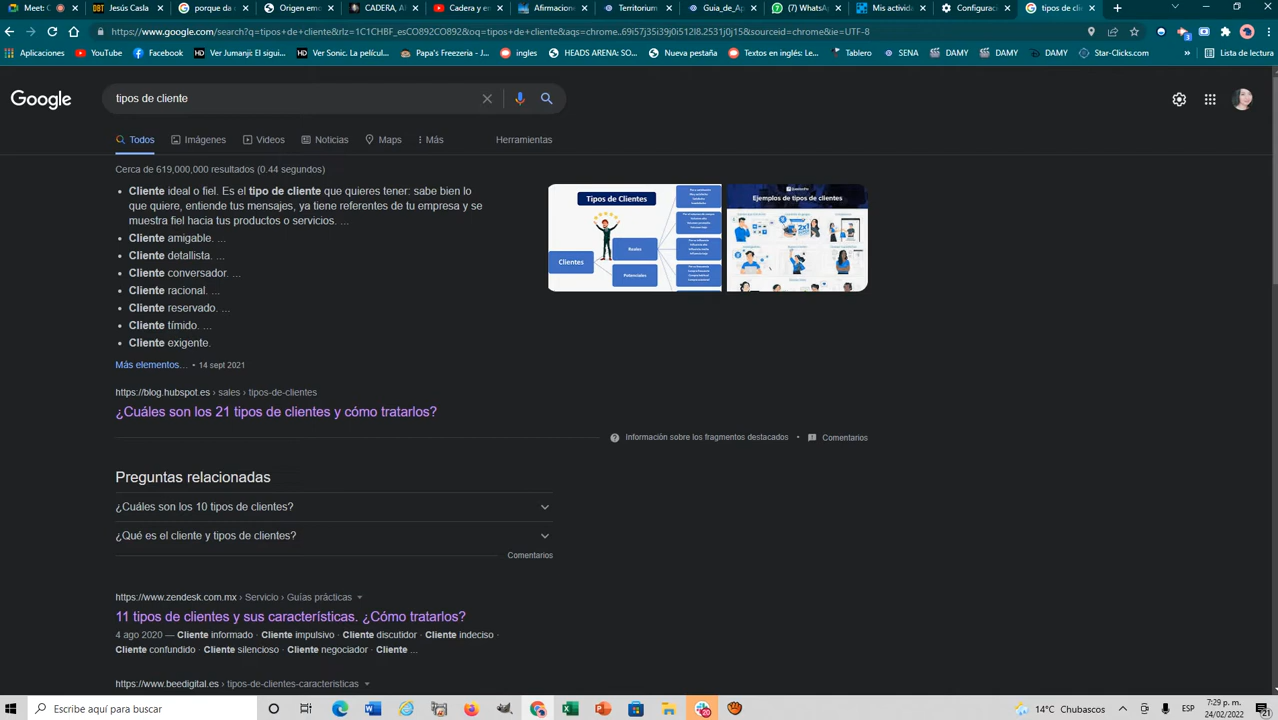 Meet: C
Jesús Casla
porque da
Origen emo
CADERA, AN
Cadera y en
Afirmacione
Territorium
Guia_de_Ap
WhatsA
Mis activida
Configurac
tipos de clie
https://www.google.com/search?q=tipos+de+cliente&rlz=1C1CHBF_esCO892CO892&oq=tipos+de+cliente&aqs=chrome..69i57j35i39j0i512l8.2531j0j15&sourceid=chrome&ie=UTF-8
Aplicaciones
YouTube
Facebook
Ver Jumanji: El sigui...
Ver Sonic. La pelícu...
Papa's Freezeria - J...
ingles
HEADS ARENA: SO...
Nueva pestaña
Textos en inglés: Le...
Tablero
SENA
DAMY
DAMY
DAMY
Star-Clicks.com
»
Lista de lectura
Google
tipos de cliente
Todos
Imágenes
Videos
Noticias
Maps
Más
Herramientas
Cerca de 619,000,000 resultados (0.44 segundos)
• Cliente ideal o fiel. Es el tipo de cliente que quieres tener: sabe bien lo
que quiere, entiende tus mensajes, ya tiene referentes de tu empresa y se
muestra fiel hacia tus productos o servicios. ...
• Cliente amigable. ...
• Cliente detallista. ...
• Cliente conversador. ...
• Cliente racional. ...
• Cliente reservado. ...
• Cliente tímido. ...
• Cliente exigente.
Más elementos... • 14 sept 2021
Tipos de Clientes
Clientes
Reales
Potenciales
Ejemplos de tipos de clientes
https://blog.hubspot.es › sales › tipos-de-clientes
¿Cuáles son los 21 tipos de clientes y cómo tratarlos?
Información sobre los fragmentos destacados • Comentarios
Preguntas relacionadas
¿Cuáles son los 10 tipos de clientes?
¿Qué es el cliente y tipos de clientes?
Comentarios
https://www.zendesk.com.mx › Servicio › Guías prácticas
11 tipos de clientes y sus características. ¿Cómo tratarlos?
4 ago 2020 — Cliente informado · Cliente impulsivo · Cliente discutidor · Cliente indeciso ·
Cliente confundido · Cliente silencioso · Cliente negociador · Cliente ...
https://www.beedigital.es › tipos-de-clientes-caracteristicas
Escribe aquí para buscar
20
14°C Chubascos
ESP
7:29 p. m.
24/02/2022
21